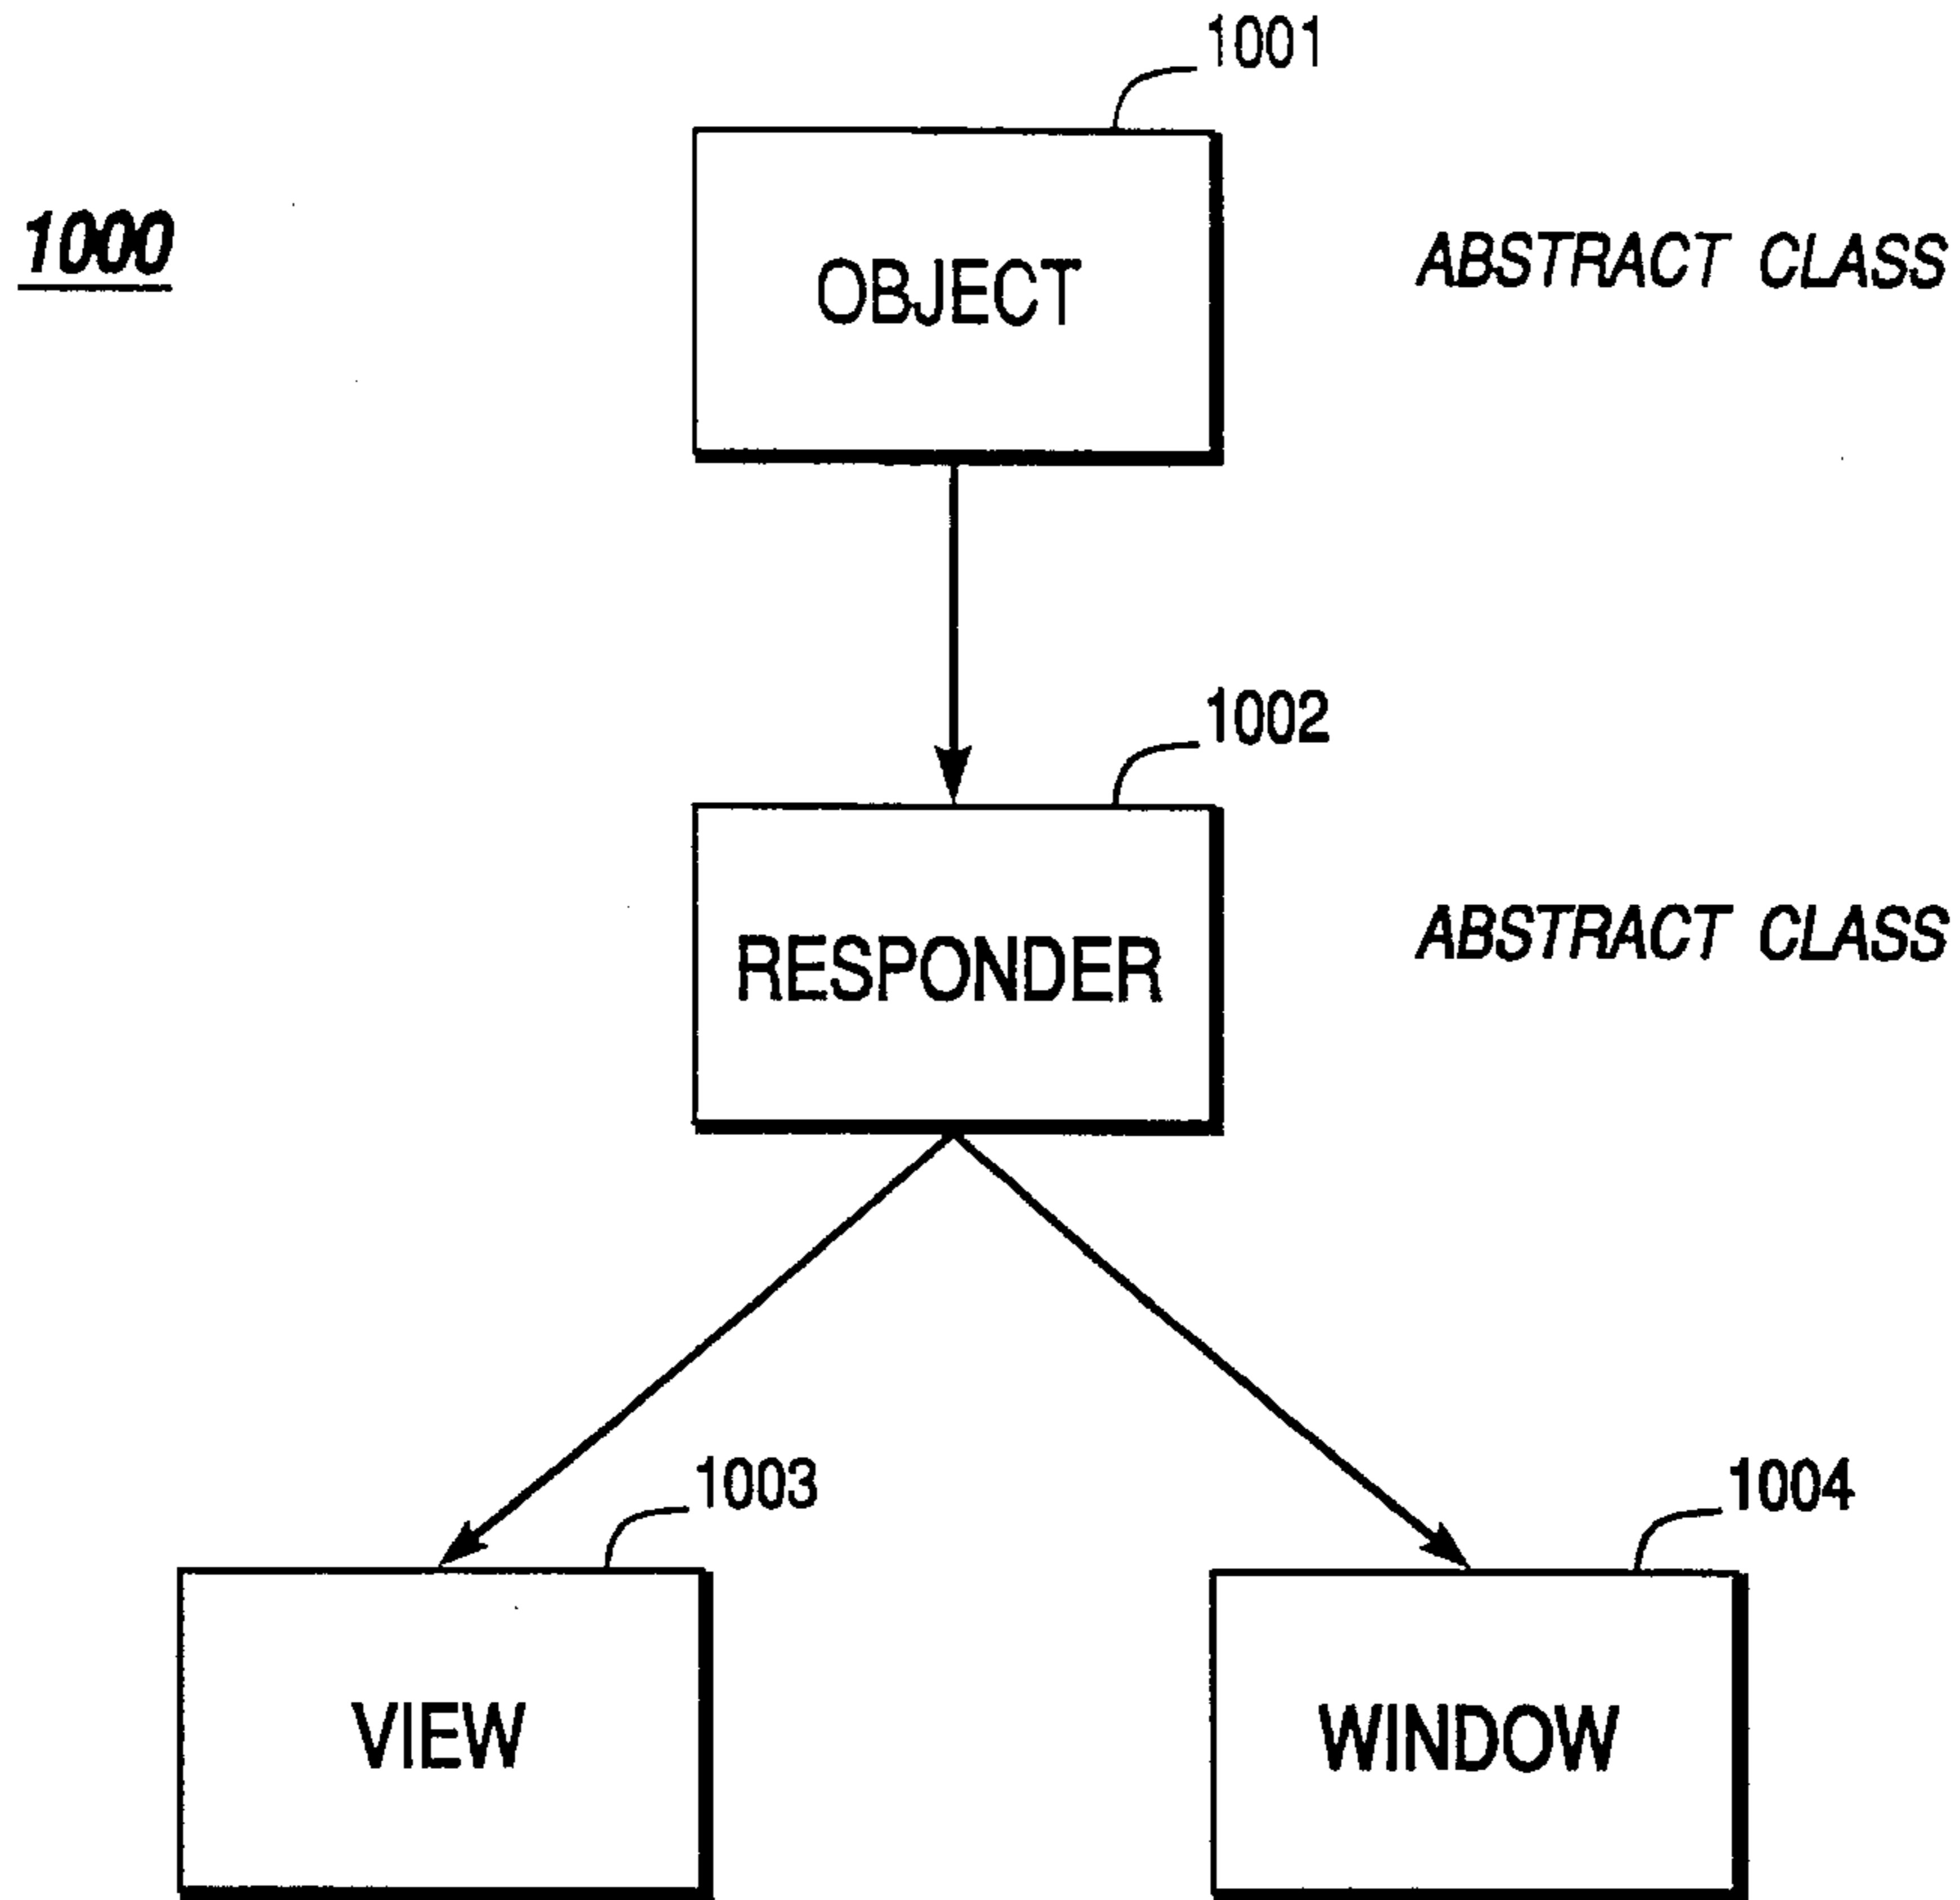 1001
1000
OBJECT
ABSTRACT CLASS
1002
RESPONDER
ABSTRACT CLASS
1003
1004
VIEW
WINDOW